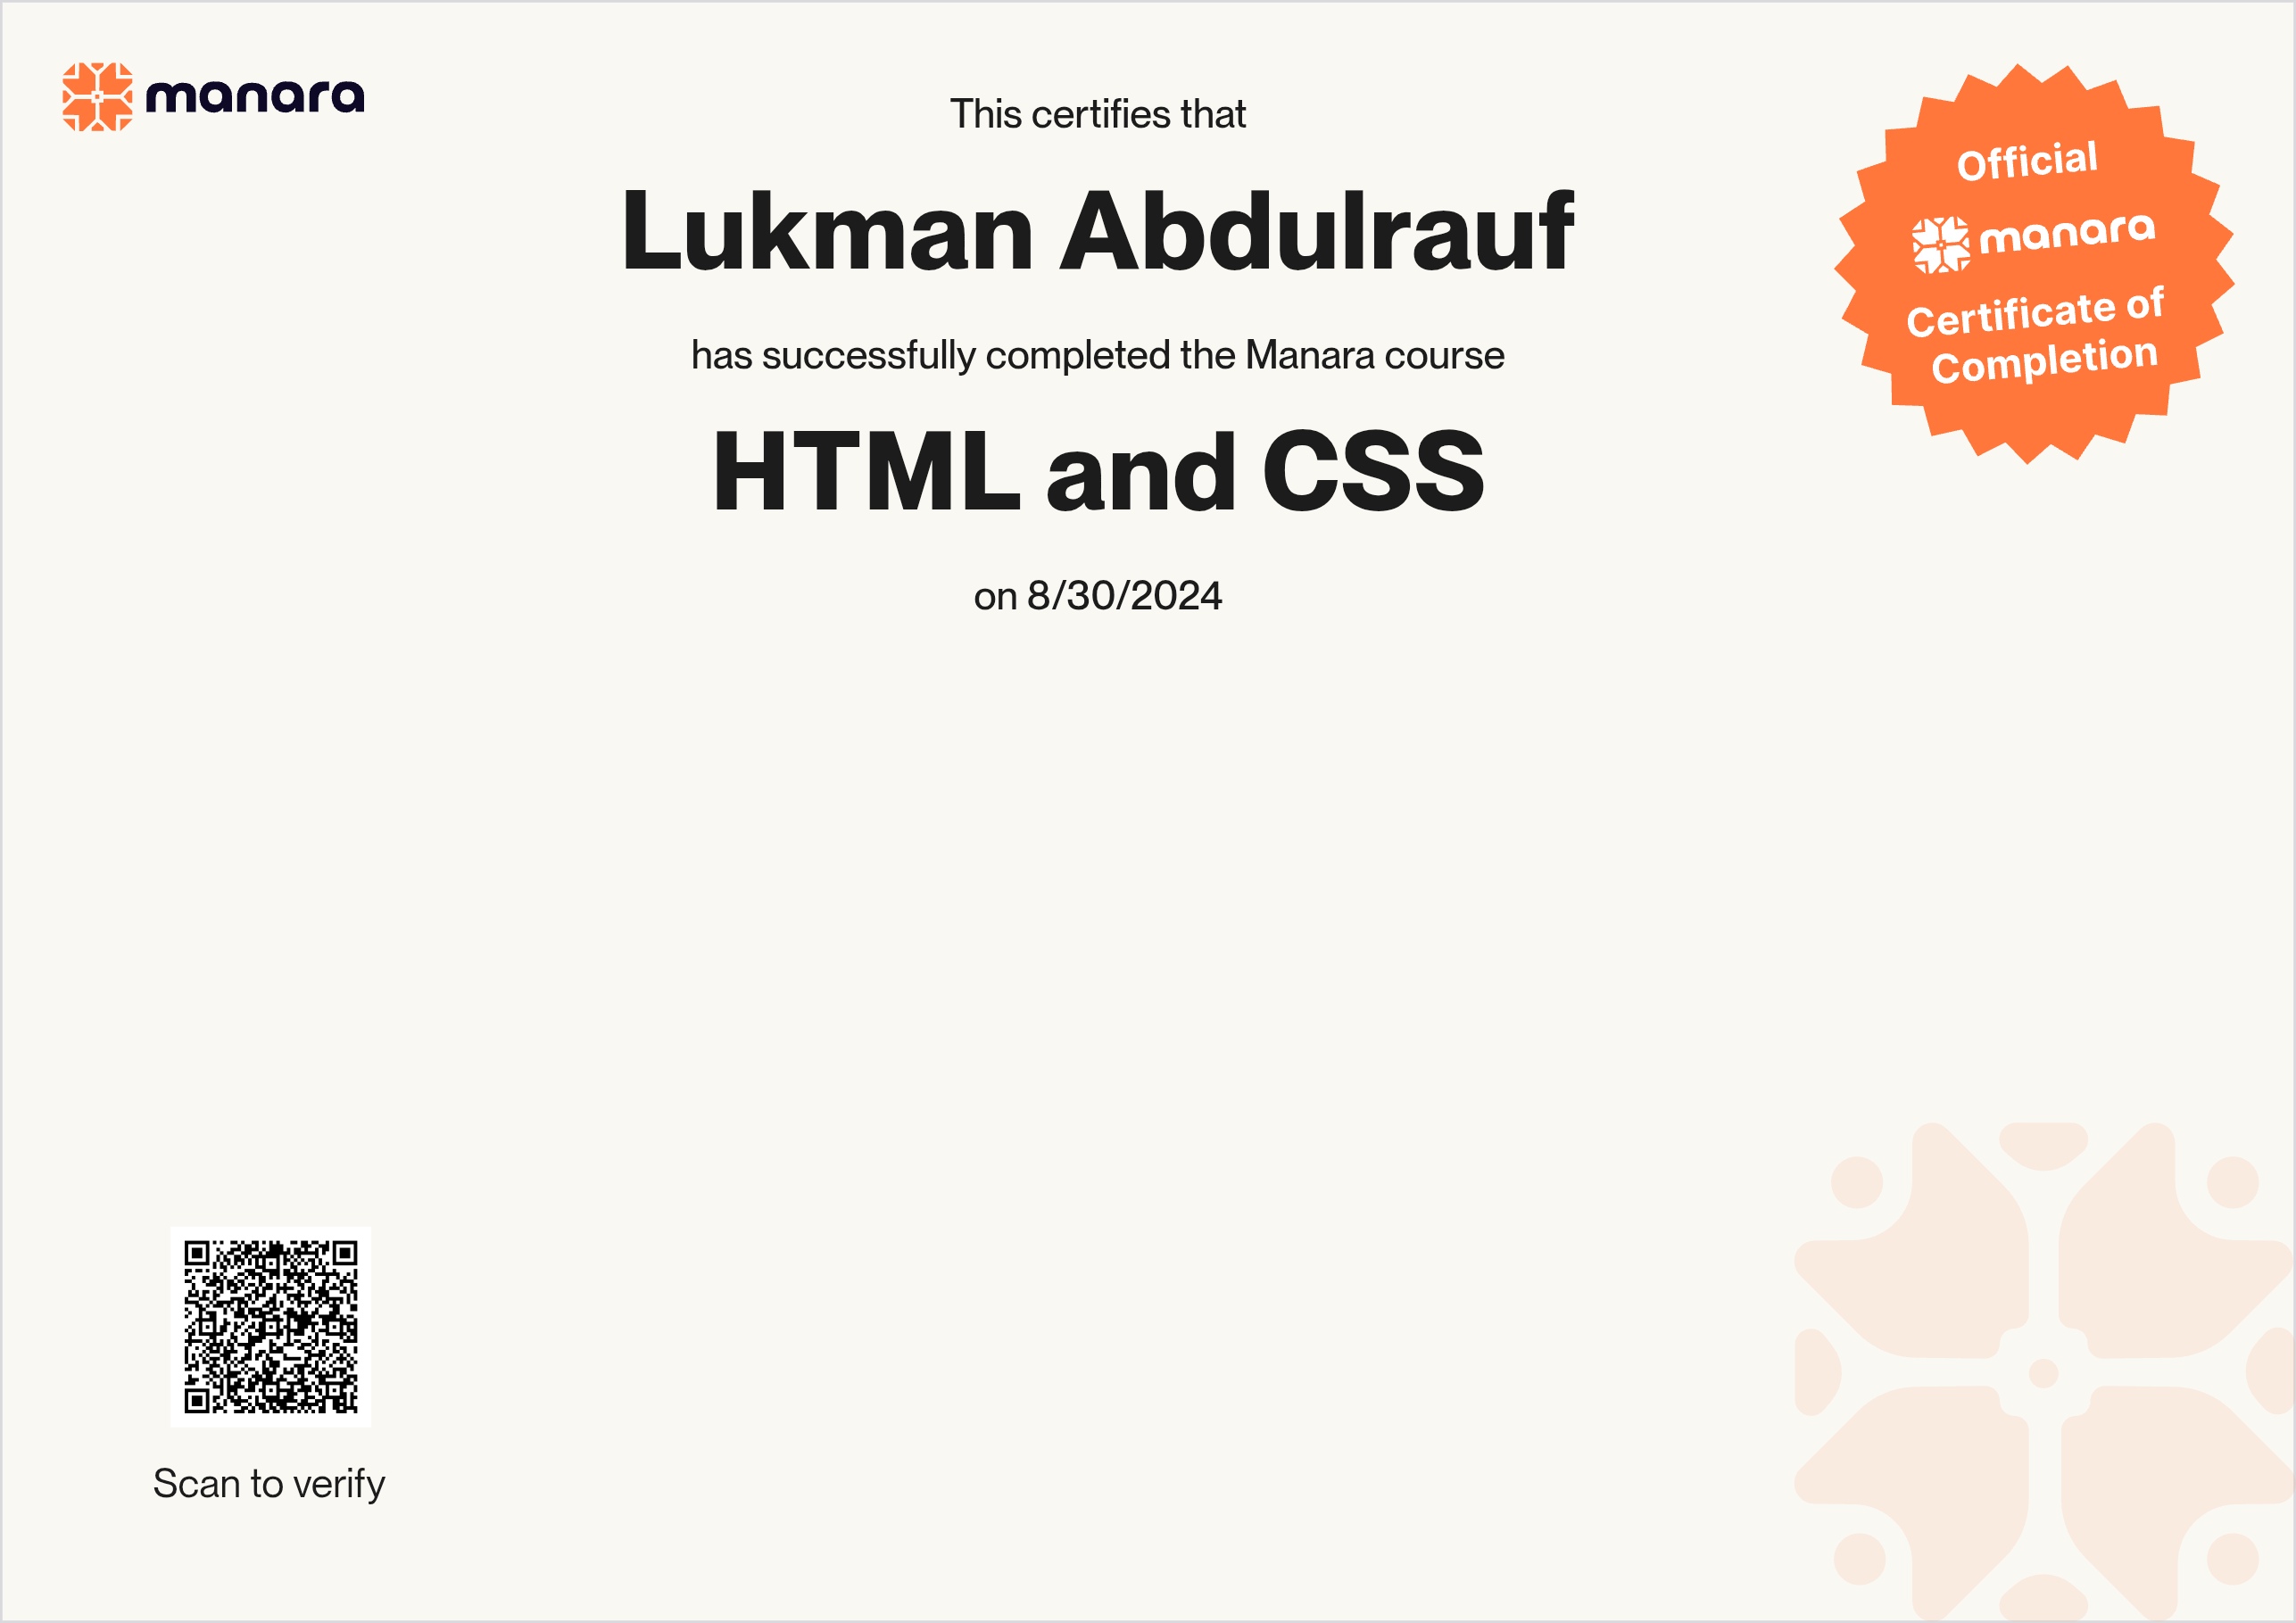 manara
This certifies that
Lukman Abdulrauf
has successfully completed the Manara course
HTML and CSS
on 8/30/2024
Official
manara
Certificate of
Completion
Scan to verify